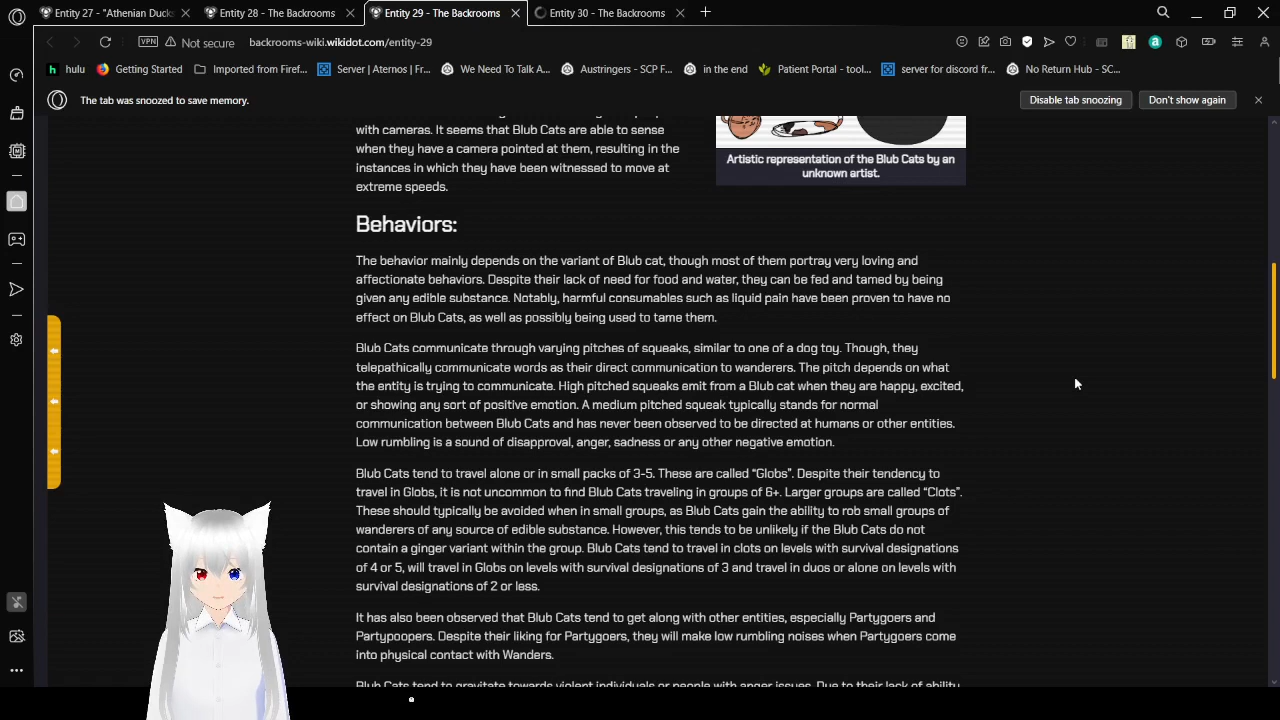 Entity 27 - "Athenian Ducks
Entity 28 - The Backrooms
Entity 29 - The Backrooms
Entity 30 - The Backrooms
VPN
Not secure
backrooms-wiki.wikidot.com/entity-29
hulu
Getting Started
Imported from Firef...
Server | Aternos | Fr...
We Need To Talk A...
Austringers - SCP F...
in the end
Patient Portal - tool...
server for discord fr...
No Return Hub - SC...
The tab was snoozed to save memory.
Disable tab snoozing
Don't show again
with cameras. It seems that Blub Cats are able to sense
when they have a camera pointed at them, resulting in the
instances in which they have been witnessed to move at
extreme speeds.
Artistic representation of the Blub Cats by an
unknown artist.
Behaviors:
The behavior mainly depends on the variant of Blub cat, though most of them portray very loving and
affectionate behaviors. Despite their lack of need for food and water, they can be fed and tamed by being
given any edible substance. Notably, harmful consumables such as liquid pain have been proven to have no
effect on Blub Cats, as well as possibly being used to tame them.
Blub Cats communicate through varying pitches of squeaks, similar to one of a dog toy. Though, they
telepathically communicate words as their direct communication to wanderers. The pitch depends on what
the entity is trying to communicate. High pitched squeaks emit from a Blub cat when they are happy, excited,
or showing any sort of positive emotion. A medium pitched squeak typically stands for normal
communication between Blub Cats and has never been observed to be directed at humans or other entities.
Low rumbling is a sound of disapproval, anger, sadness or any other negative emotion.
Blub Cats tend to travel alone or in small packs of 3-5. These are called “Globs”. Despite their tendency to
travel in Globs, it is not uncommon to find Blub Cats traveling in groups of 6+. Larger groups are called “Clots”.
These should typically be avoided when in small groups, as Blub Cats gain the ability to rob small groups of
wanderers of any source of edible substance. However, this tends to be unlikely if the Blub Cats do not
contain a ginger variant within the group. Blub Cats tend to travel in clots on levels with survival designations
of 4 or 5, will travel in Globs on levels with survival designations of 3 and travel in duos or alone on levels with
survival designations of 2 or less.
It has also been observed that Blub Cats tend to get along with other entities, especially Partygoers and
Partypoopers. Despite their liking for Partygoers, they will make low rumbling noises when Partygoers come
into physical contact with Wanders.
Blub Cats tend to gravitate towards violent individuals or people with anger issues. Due to their lack of ability